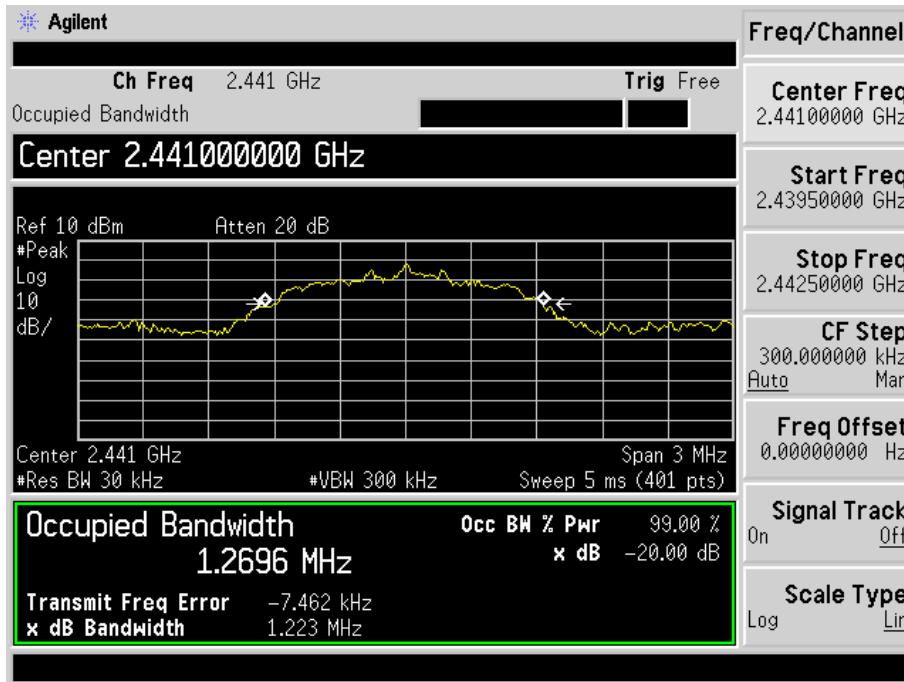 Agilent
Freq/Channel
Ch Freq 2.441 GHz Trig Free
Occupied Bandwidth
Center 2.441000000 GHz
Ref 10 dBm Atten 20 dB
#Peak
Log
10
dB/
Center 2.441 GHz Span 3 MHz
#Res BW 30 kHz #VBW 300 kHz Sweep 5 ms (401 pts)
Occupied Bandwidth
1.2696 MHz
Occ BW % Pwr 99.00 %
x dB -20.00 dB
Transmit Freq Error -7.462 kHz
x dB Bandwidth 1.223 MHz
Center Freq
2.44100000 GHz
Start Freq
2.43950000 GHz
Stop Freq
2.44250000 GHz
CF Step
300.000000 kHz
Auto Man
Freq Offset
0.00000000 Hz
Signal Track
On Off
Scale Type
Log Lin